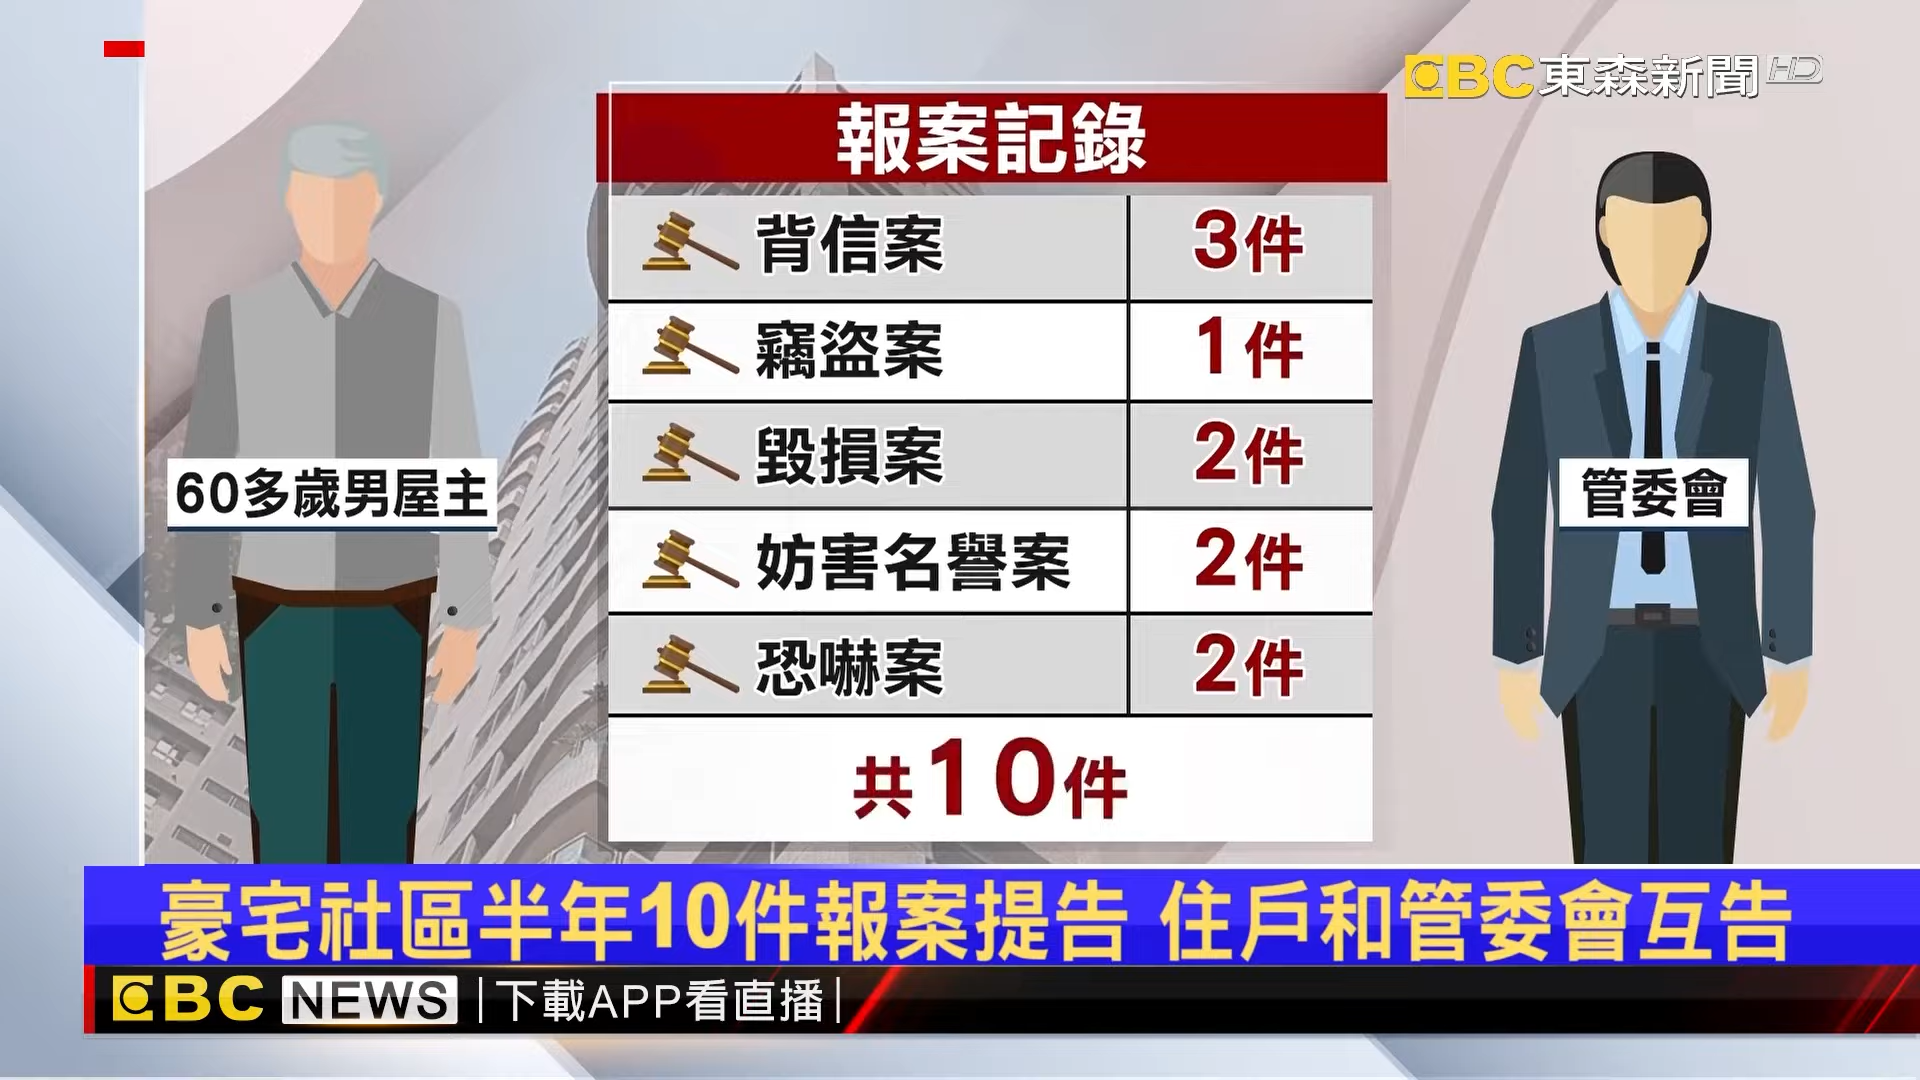 EBC東森新聞HD
報案記錄
背信案 3件
竊盜案 1件
毀損案 2件
妨害名譽案 2件
恐嚇案 2件
共10件
60多歲男屋主
管委會
豪宅社區半年10件報案提告 住戶和管委會互告
EBC NEWS 下載APP看直播